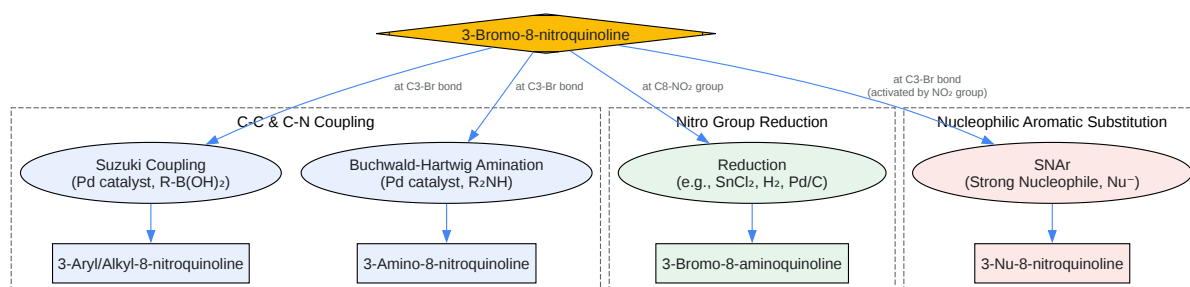 3-Bromo-8-nitroquinoline
at C3-Br bond
at C3-Br bond
at C8-NO₂ group
at C3-Br bond
(activated by NO₂ group)
C-C & C-N Coupling
Nitro Group Reduction
Nucleophilic Aromatic Substitution
Suzuki Coupling
(Pd catalyst, R-B(OH)₂)
Buchwald-Hartwig Amination
(Pd catalyst, R₂NH)
Reduction
(e.g., SnCl₂, H₂, Pd/C)
SNAr
(Strong Nucleophile, Nu⁻)
3-Aryl/Alkyl-8-nitroquinoline
3-Amino-8-nitroquinoline
3-Bromo-8-aminoquinoline
3-Nu-8-nitroquinoline